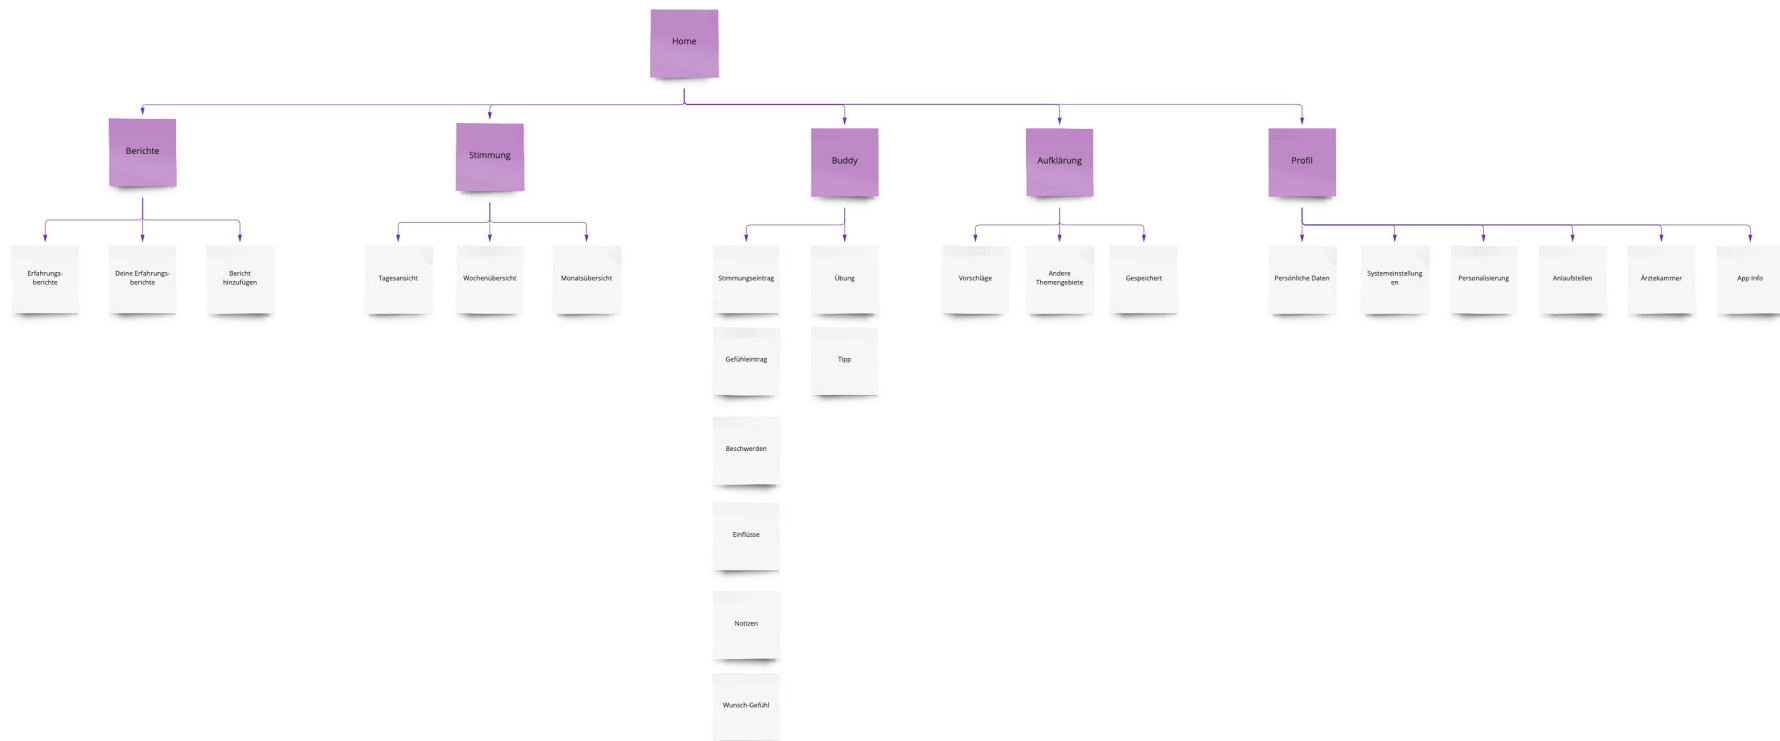 Home
Berichte
Stimmung
Buddy
Aufklärung
Profil
Erfahrungs-
berichte
Deine Erfahrungs-
berichte
Bericht
hinzufügen
Tagesansicht
Wochenübersicht
Monatsübersicht
Stimmungseintrag
Übung
Vorschläge
Andere
Themengebiete
Gespeichert
Persönliche Daten
Systemeinstellung
en
Personalisierung
Anlaufstellen
Ärztekammer
App Info
Gefühleintrag
Tipp
Beschwerden
Einflüsse
Notizen
Wunsch-Gefühl